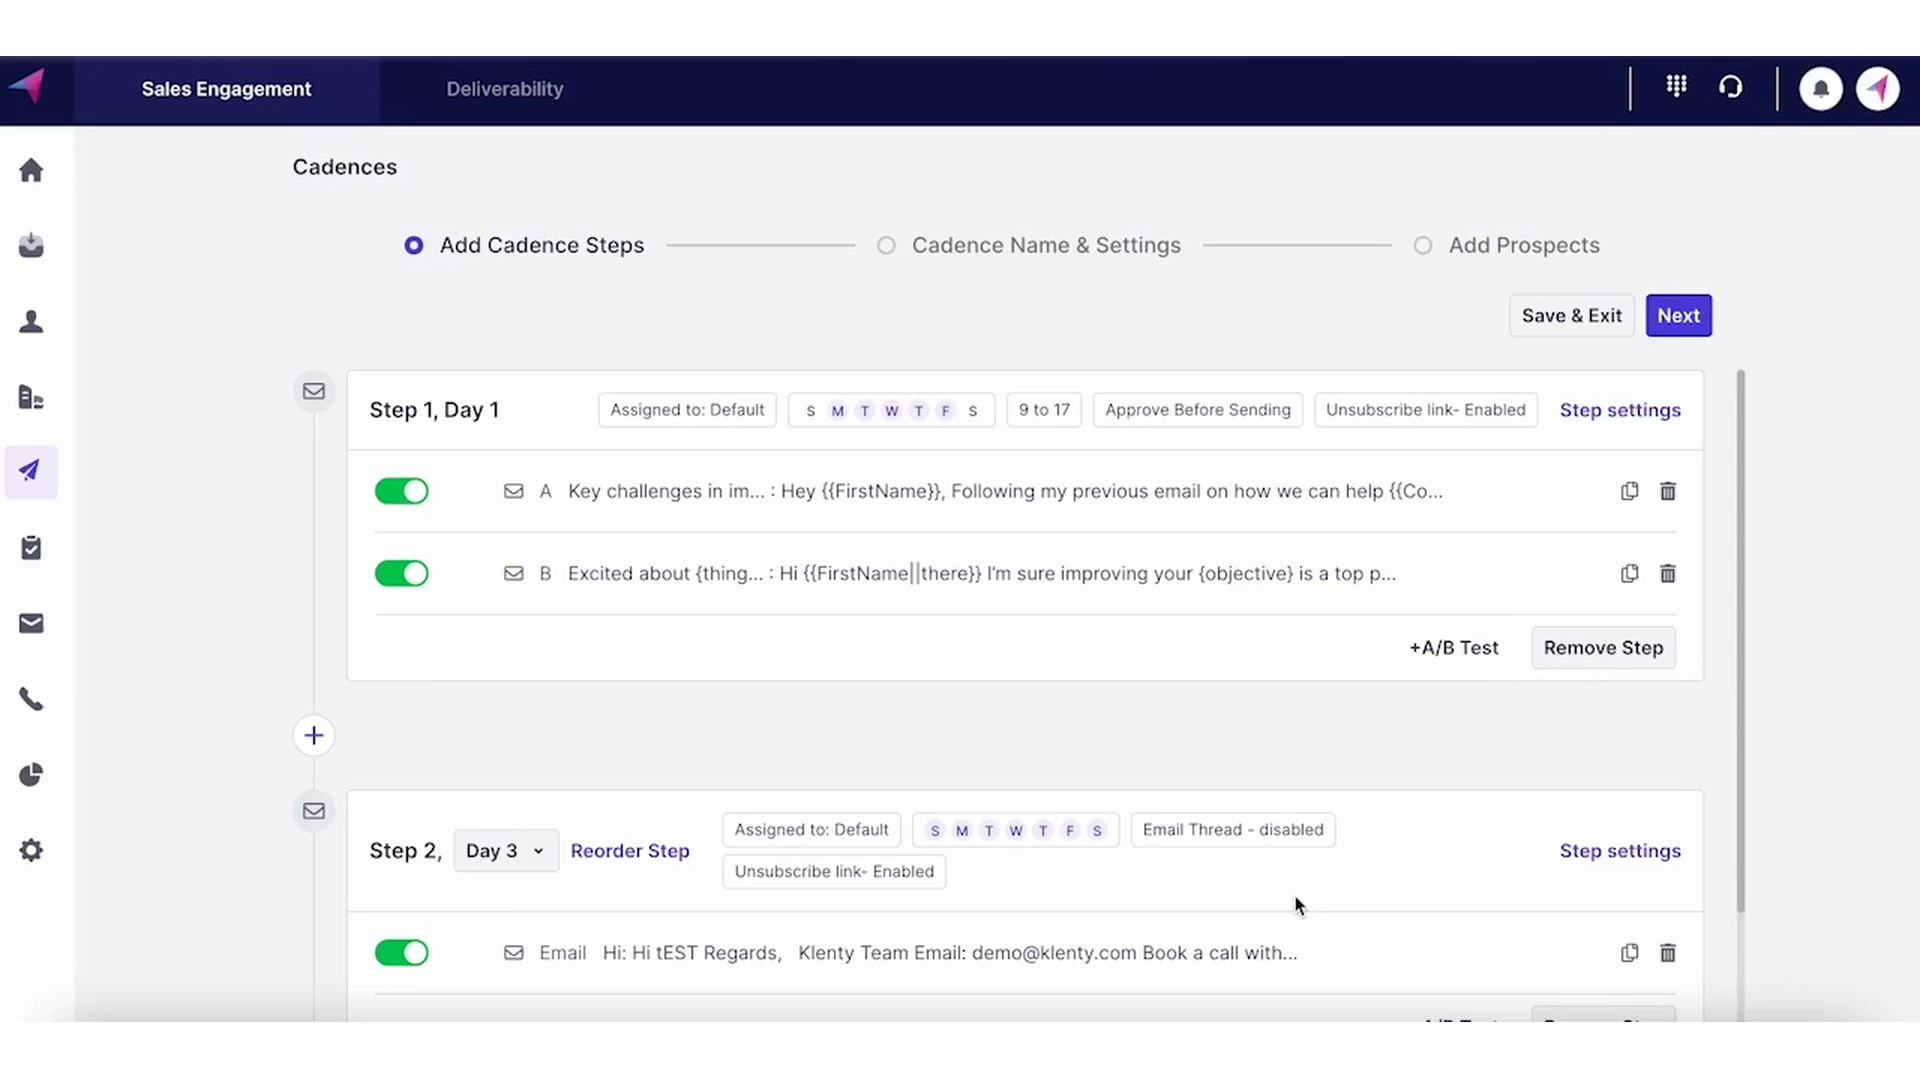 Sales Engagement Deliverability
Cadences
Add Cadence Steps Cadence Name & Settings Add Prospects
Save & Exit Next
Step 1, Day 1 Assigned to: Default S M T W T F S 9 to 17 Approve Before Sending Unsubscribe link- Enabled Step settings
A Key challenges in im... : Hey {{FirstName}}, Following my previous email on how we can help {{Co...
B Excited about {thing... : Hi {{FirstName||there}} I'm sure improving your {objective} is a top p...
+A/B Test Remove Step
Step 2, Day 3 Reorder Step Assigned to: Default S M T W T F S Email Thread - disabled Step settings
Unsubscribe link- Enabled
Email Hi: Hi tEST Regards, Klenty Team Email: demo@klenty.com Book a call with...